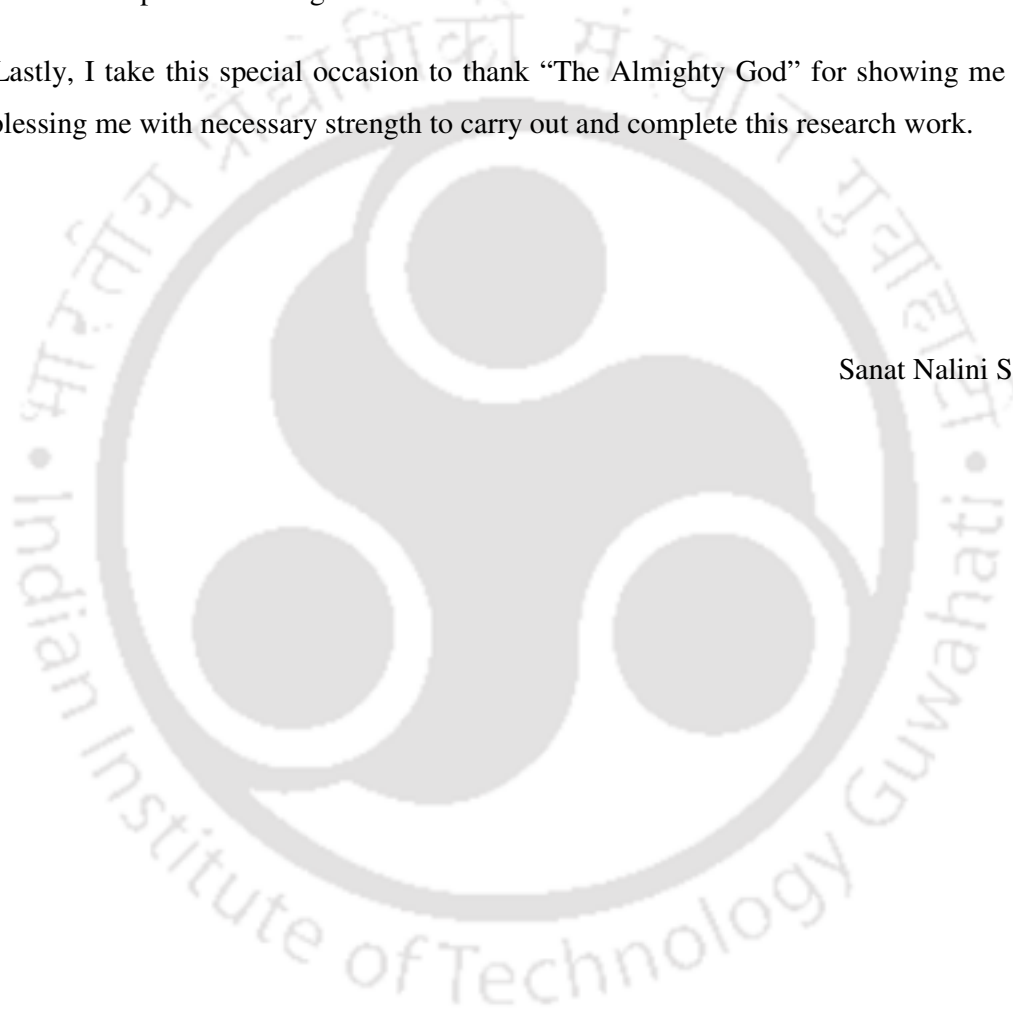 Lastly, I take this special occasion to thank “The Almighty God” for showing me
blessing me with necessary strength to carry out and complete this research work.
Sanat Nalini S
भारतीय प्रौद्योगिकी संस्थान गुवाहाटी
• Indian Institute of Technology Guwahati •